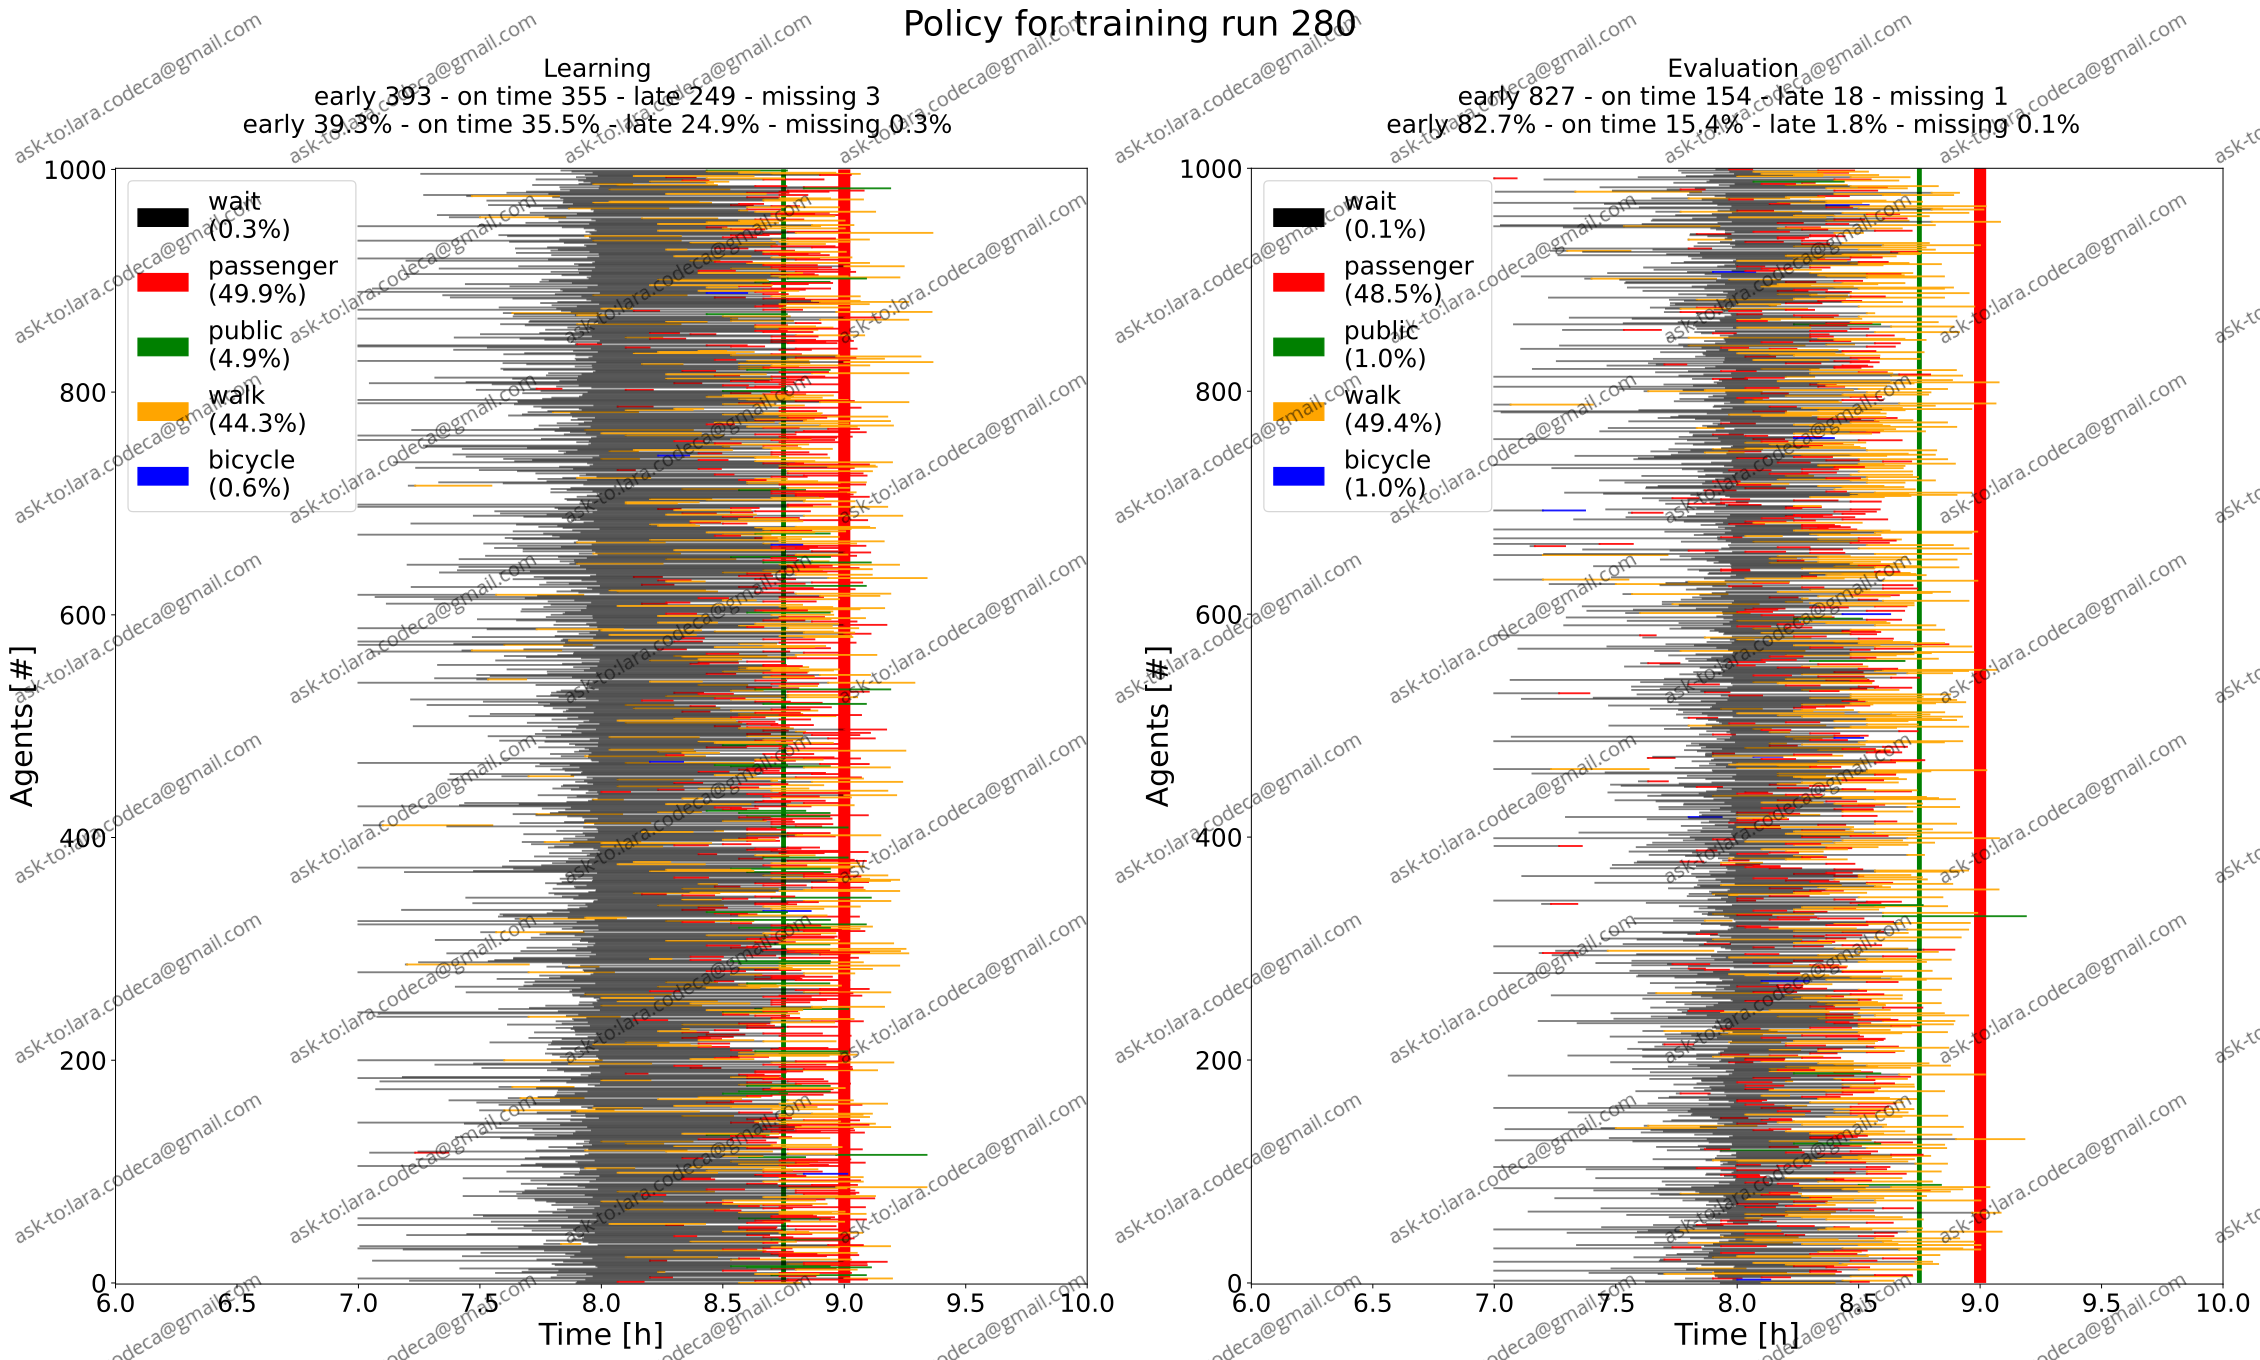 Policy for training run 280
Learning
early 393 - on time 355 - late 249 - missing 3
early 39.3% - on time 35.5% - late 24.9% - missing 0.3%
1000
800
600
400
200
0
Agents [#]
wait
(0.3%)
passenger
(49.9%)
public
(4.9%)
walk
(44.3%)
bicycle
(0.6%)
6.0 6.5 7.0 7.5 8.0 8.5 9.0 9.5 10.0
Time [h]
Evaluation
early 827 - on time 154 - late 18 - missing 1
early 82.7% - on time 15.4% - late 1.8% - missing 0.1%
1000
800
600
400
200
0
Agents [#]
wait
(0.1%)
passenger
(48.5%)
public
(1.0%)
walk
(49.4%)
bicycle
(1.0%)
6.0 6.5 7.0 7.5 8.0 8.5 9.0 9.5 10.0
Time [h]
ask-to:lara.codeca@gmail.com